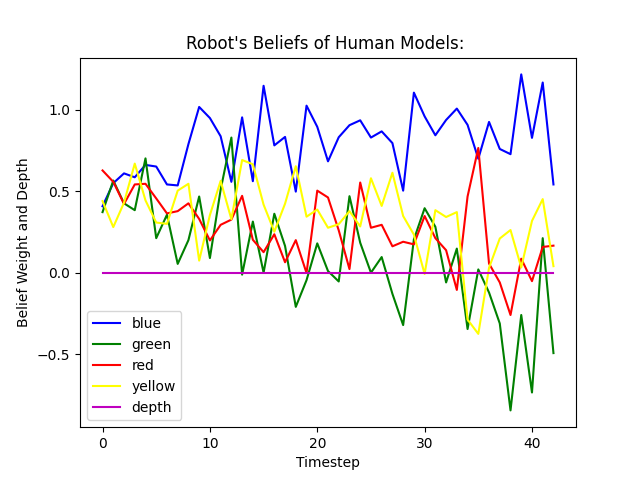 Robot's Beliefs of Human Models:
Belief Weight and Depth
1.0
0.5
0.0
−0.5
blue
green
red
yellow
depth
0 10 20 30 40
Timestep